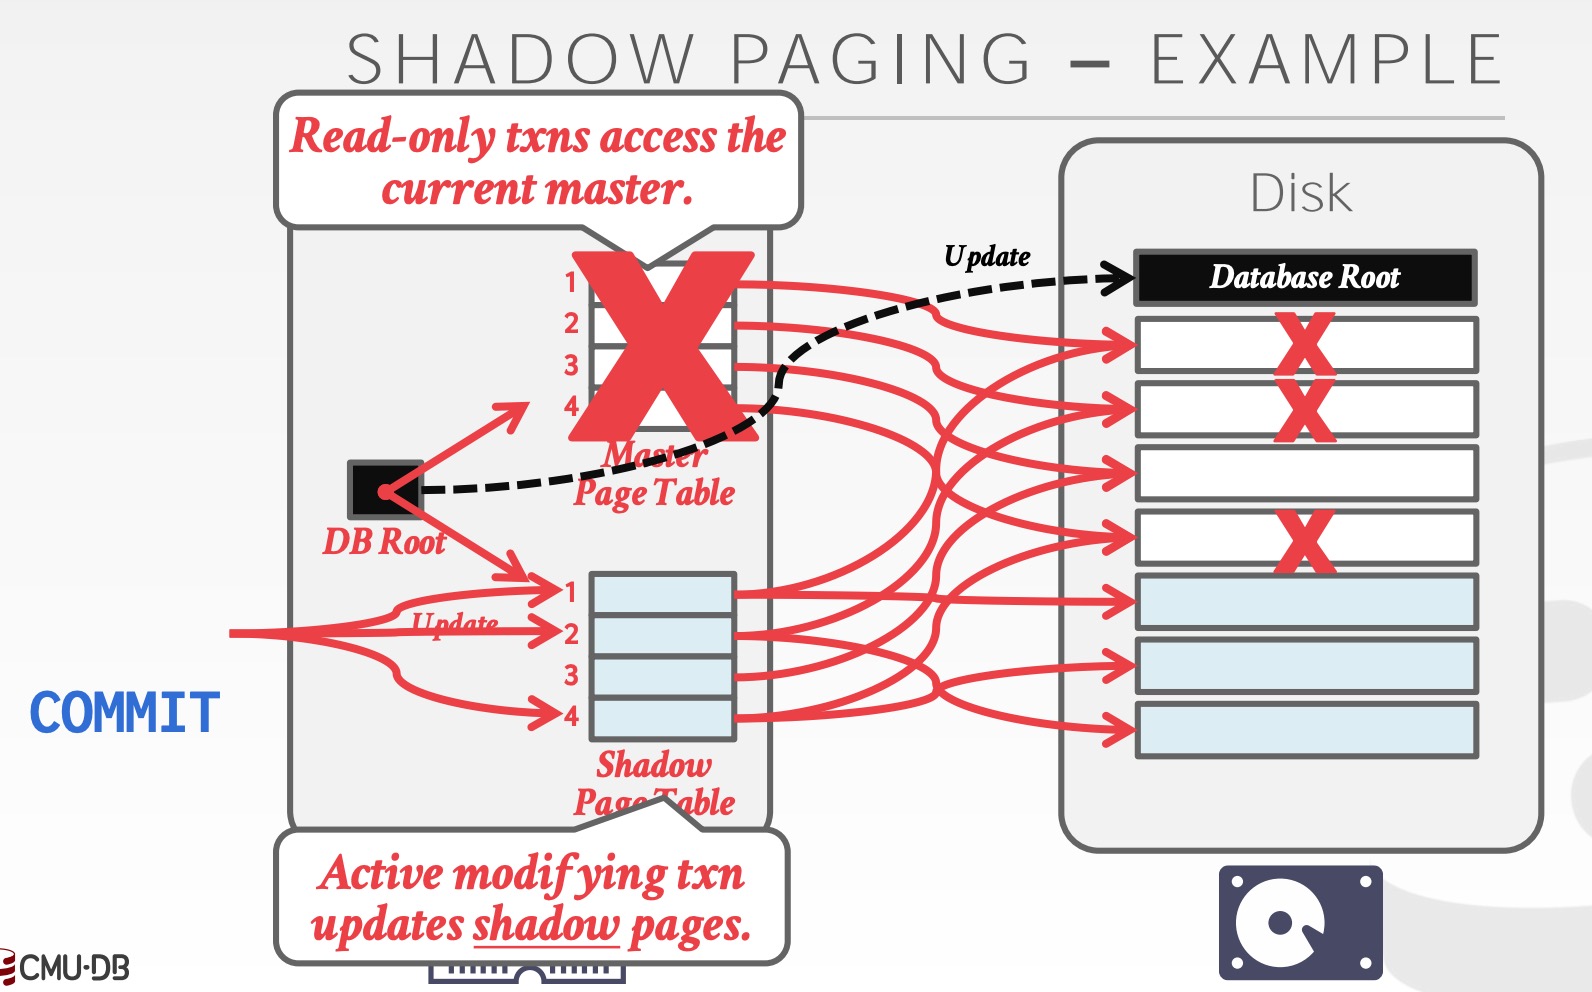 SHADOW PAGING – EXAMPLE
Read-only txns access the
current master.
Disk
Update
Database Root
1
2
3
4
Master
Page Table
DB Root
Update
1
2
3
4
COMMIT
Shadow
Page Table
Active modifying txn
updates shadow pages.
CMU·DB